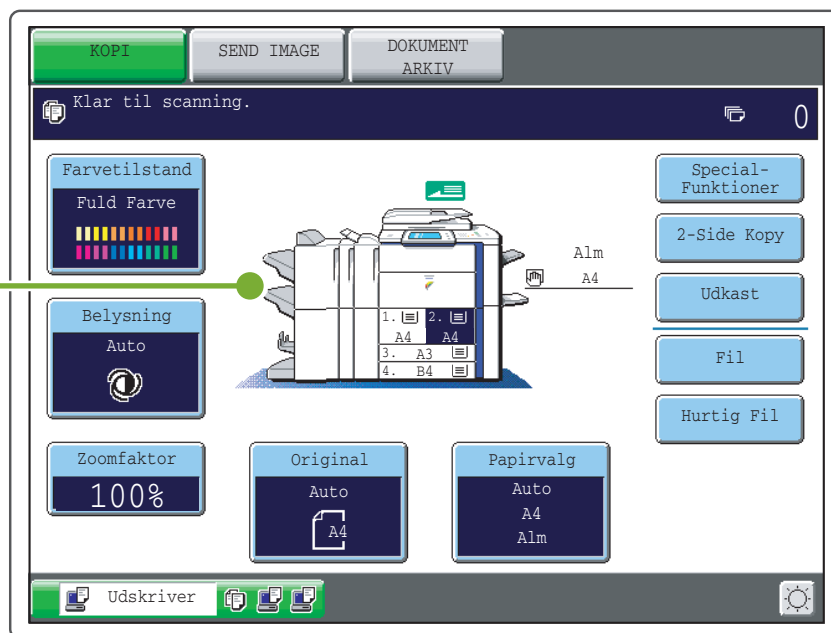 KOPI
SEND IMAGE
DOKUMENT
ARKIV
Klar til scanning.
0
Farvetilstand
Fuld Farve
Belysning
Auto
Zoomfaktor
100%
Alm
A4
1. 2.
A4 A4
3. A3
4. B4
Original
Auto
A4
Papirvalg
Auto
A4
Alm
Special-
Funktioner
2-Side Kopy
Udkast
Fil
Hurtig Fil
Udskriver